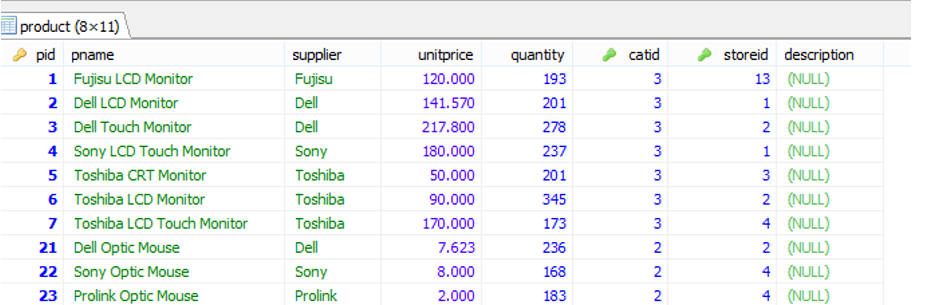 product (8×11)
pid pname supplier unitprice quantity catid storeid description
1 Fujisu LCD Monitor Fujisu 120.000 193 3 13 (NULL)
2 Dell LCD Monitor Dell 141.570 201 3 1 (NULL)
3 Dell Touch Monitor Dell 217.800 278 3 2 (NULL)
4 Sony LCD Touch Monitor Sony 180.000 237 3 1 (NULL)
5 Toshiba CRT Monitor Toshiba 50.000 201 3 3 (NULL)
6 Toshiba LCD Monitor Toshiba 90.000 345 3 2 (NULL)
7 Toshiba LCD Touch Monitor Toshiba 170.000 173 3 4 (NULL)
21 Dell Optic Mouse Dell 7.623 236 2 2 (NULL)
22 Sony Optic Mouse Sony 8.000 168 2 4 (NULL)
23 Prolink Optic Mouse Prolink 2.000 183 2 4 (NULL)